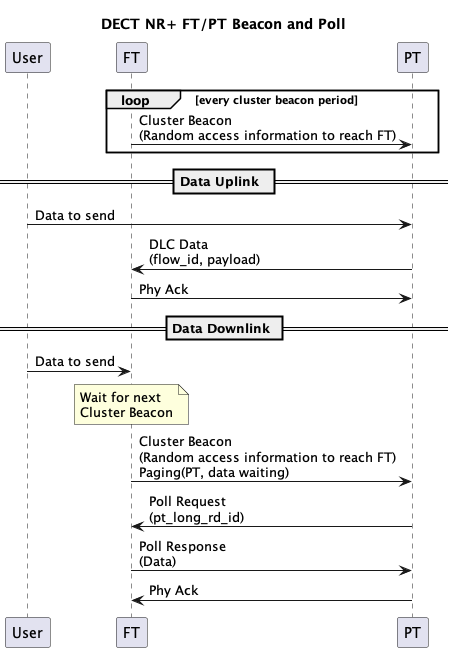 DECT NR+ FT/PT Beacon and Poll
User
FT
PT
loop
[every cluster beacon period]
Cluster Beacon
(Random access information to reach FT)
Data Uplink
Data to send
DLC Data
(flow_id, payload)
Phy Ack
Data Downlink
Data to send
Wait for next
Cluster Beacon
Cluster Beacon
(Random access information to reach FT)
Paging(PT, data waiting)
Poll Request
(pt_long_rd_id)
Poll Response
(Data)
Phy Ack
User
FT
PT